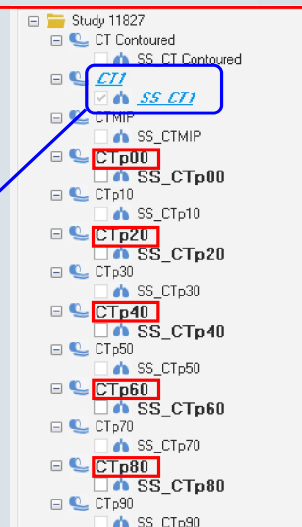 Study 11827
CT Contoured
SS_CT Contoured
CT1
SS_CT1
CTMIP
SS_CTMIP
CTp00
SS_CTp00
CTp10
SS_CTp10
CTp20
SS_CTp20
CTp30
SS_CTp30
CTp40
SS_CTp40
CTp50
SS_CTp50
CTp60
SS_CTp60
CTp70
SS_CTp70
CTp80
SS_CTp80
CTp90
SS_CTp90